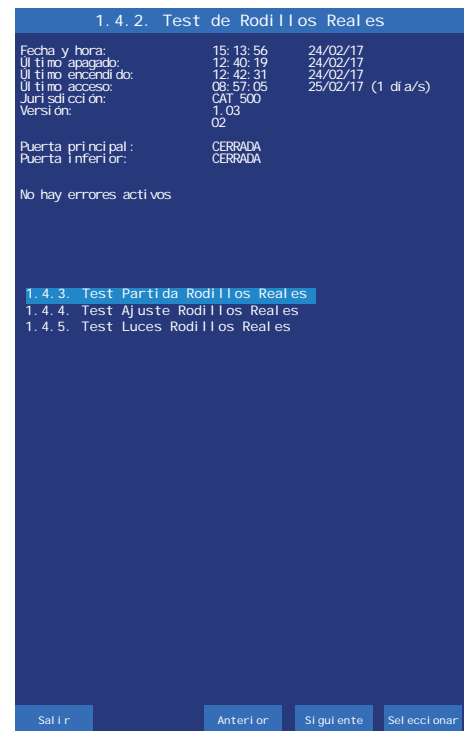 1.4.2. Test de Rodillos Reales
Fecha y hora: 15:13:56 24/02/17
Último apagado: 12:40:19 24/02/17
Último encendido: 12:42:31 24/02/17
Último acceso: 08:57:05 25/02/17 (1 día/s)
Jurisdicción: CAT 500
Versión: 1.03
02
Puerta principal: CERRADA
Puerta inferior: CERRADA
No hay errores activos
1.4.3. Test Partida Rodillos Reales
1.4.4. Test Ajuste Rodillos Reales
1.4.5. Test Luces Rodillos Reales
Salir Anterior Siguiente Seleccionar